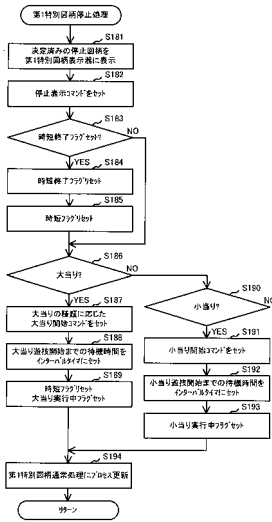 第1特別図柄停止処理
S181
決定済みの停止図柄を
第1特別図柄表示器に表示
S182
停止表示コマンドをセット
S183
時短終了フラグセット?
NO
YES
S184
時短終了フラグリセット
S185
時短フラグリセット
S186
大当り?
NO
YES
S187
大当りの種類に応じた
大当り開始コマンドをセット
S188
大当り遊技開始までの待機時間を
インターバルタイマにセット
S189
時短フラグリセット
大当り実行中フラグセット
S190
小当り?
NO
YES
S191
小当り開始コマンドをセット
S192
小当り遊技開始までの待機時間を
インターバルタイマにセット
S193
小当り実行中フラグセット
S194
第1特別図柄通常処理にプロセス更新
リターン